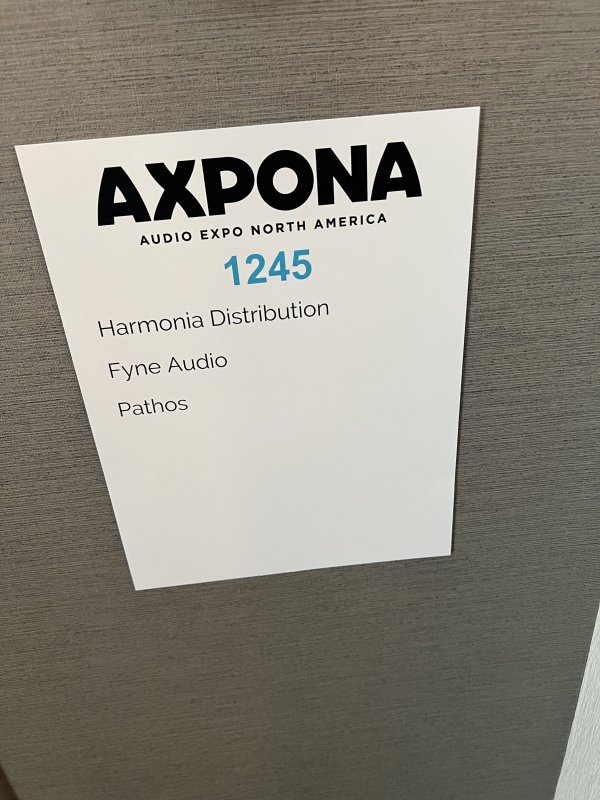 AXPONA
AUDIO EXPO NORTH AMERICA
1245
Harmonia Distribution
Fyne Audio
Pathos